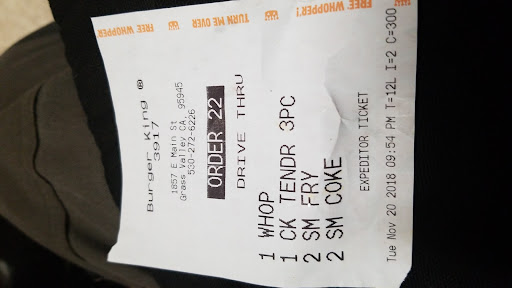 Burger King @
3917
1857 E Main St
Grass Valley CA, 95945
530-272-6226
ORDER 22
DRIVE THRU
1 WHOP
1 CK TENDR 3PC
2 SM FRY
2 SM COKE
EXPEDITOR TICKET
Tue Nov 20 2018 09:54 PM T=12L I=2 C=300
FREE WHOPPER!
TURN ME OVER
FREE WHOPPER!